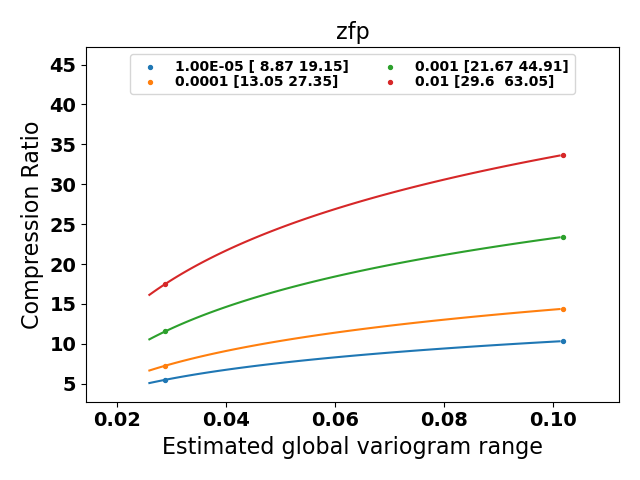 zfp
1.00E-05 [ 8.87 19.15]
0.0001 [13.05 27.35]
0.001 [21.67 44.91]
0.01 [29.6  63.05]
Compression Ratio
45
40
35
30
25
20
15
10
5
0.02 0.04 0.06 0.08 0.10
Estimated global variogram range